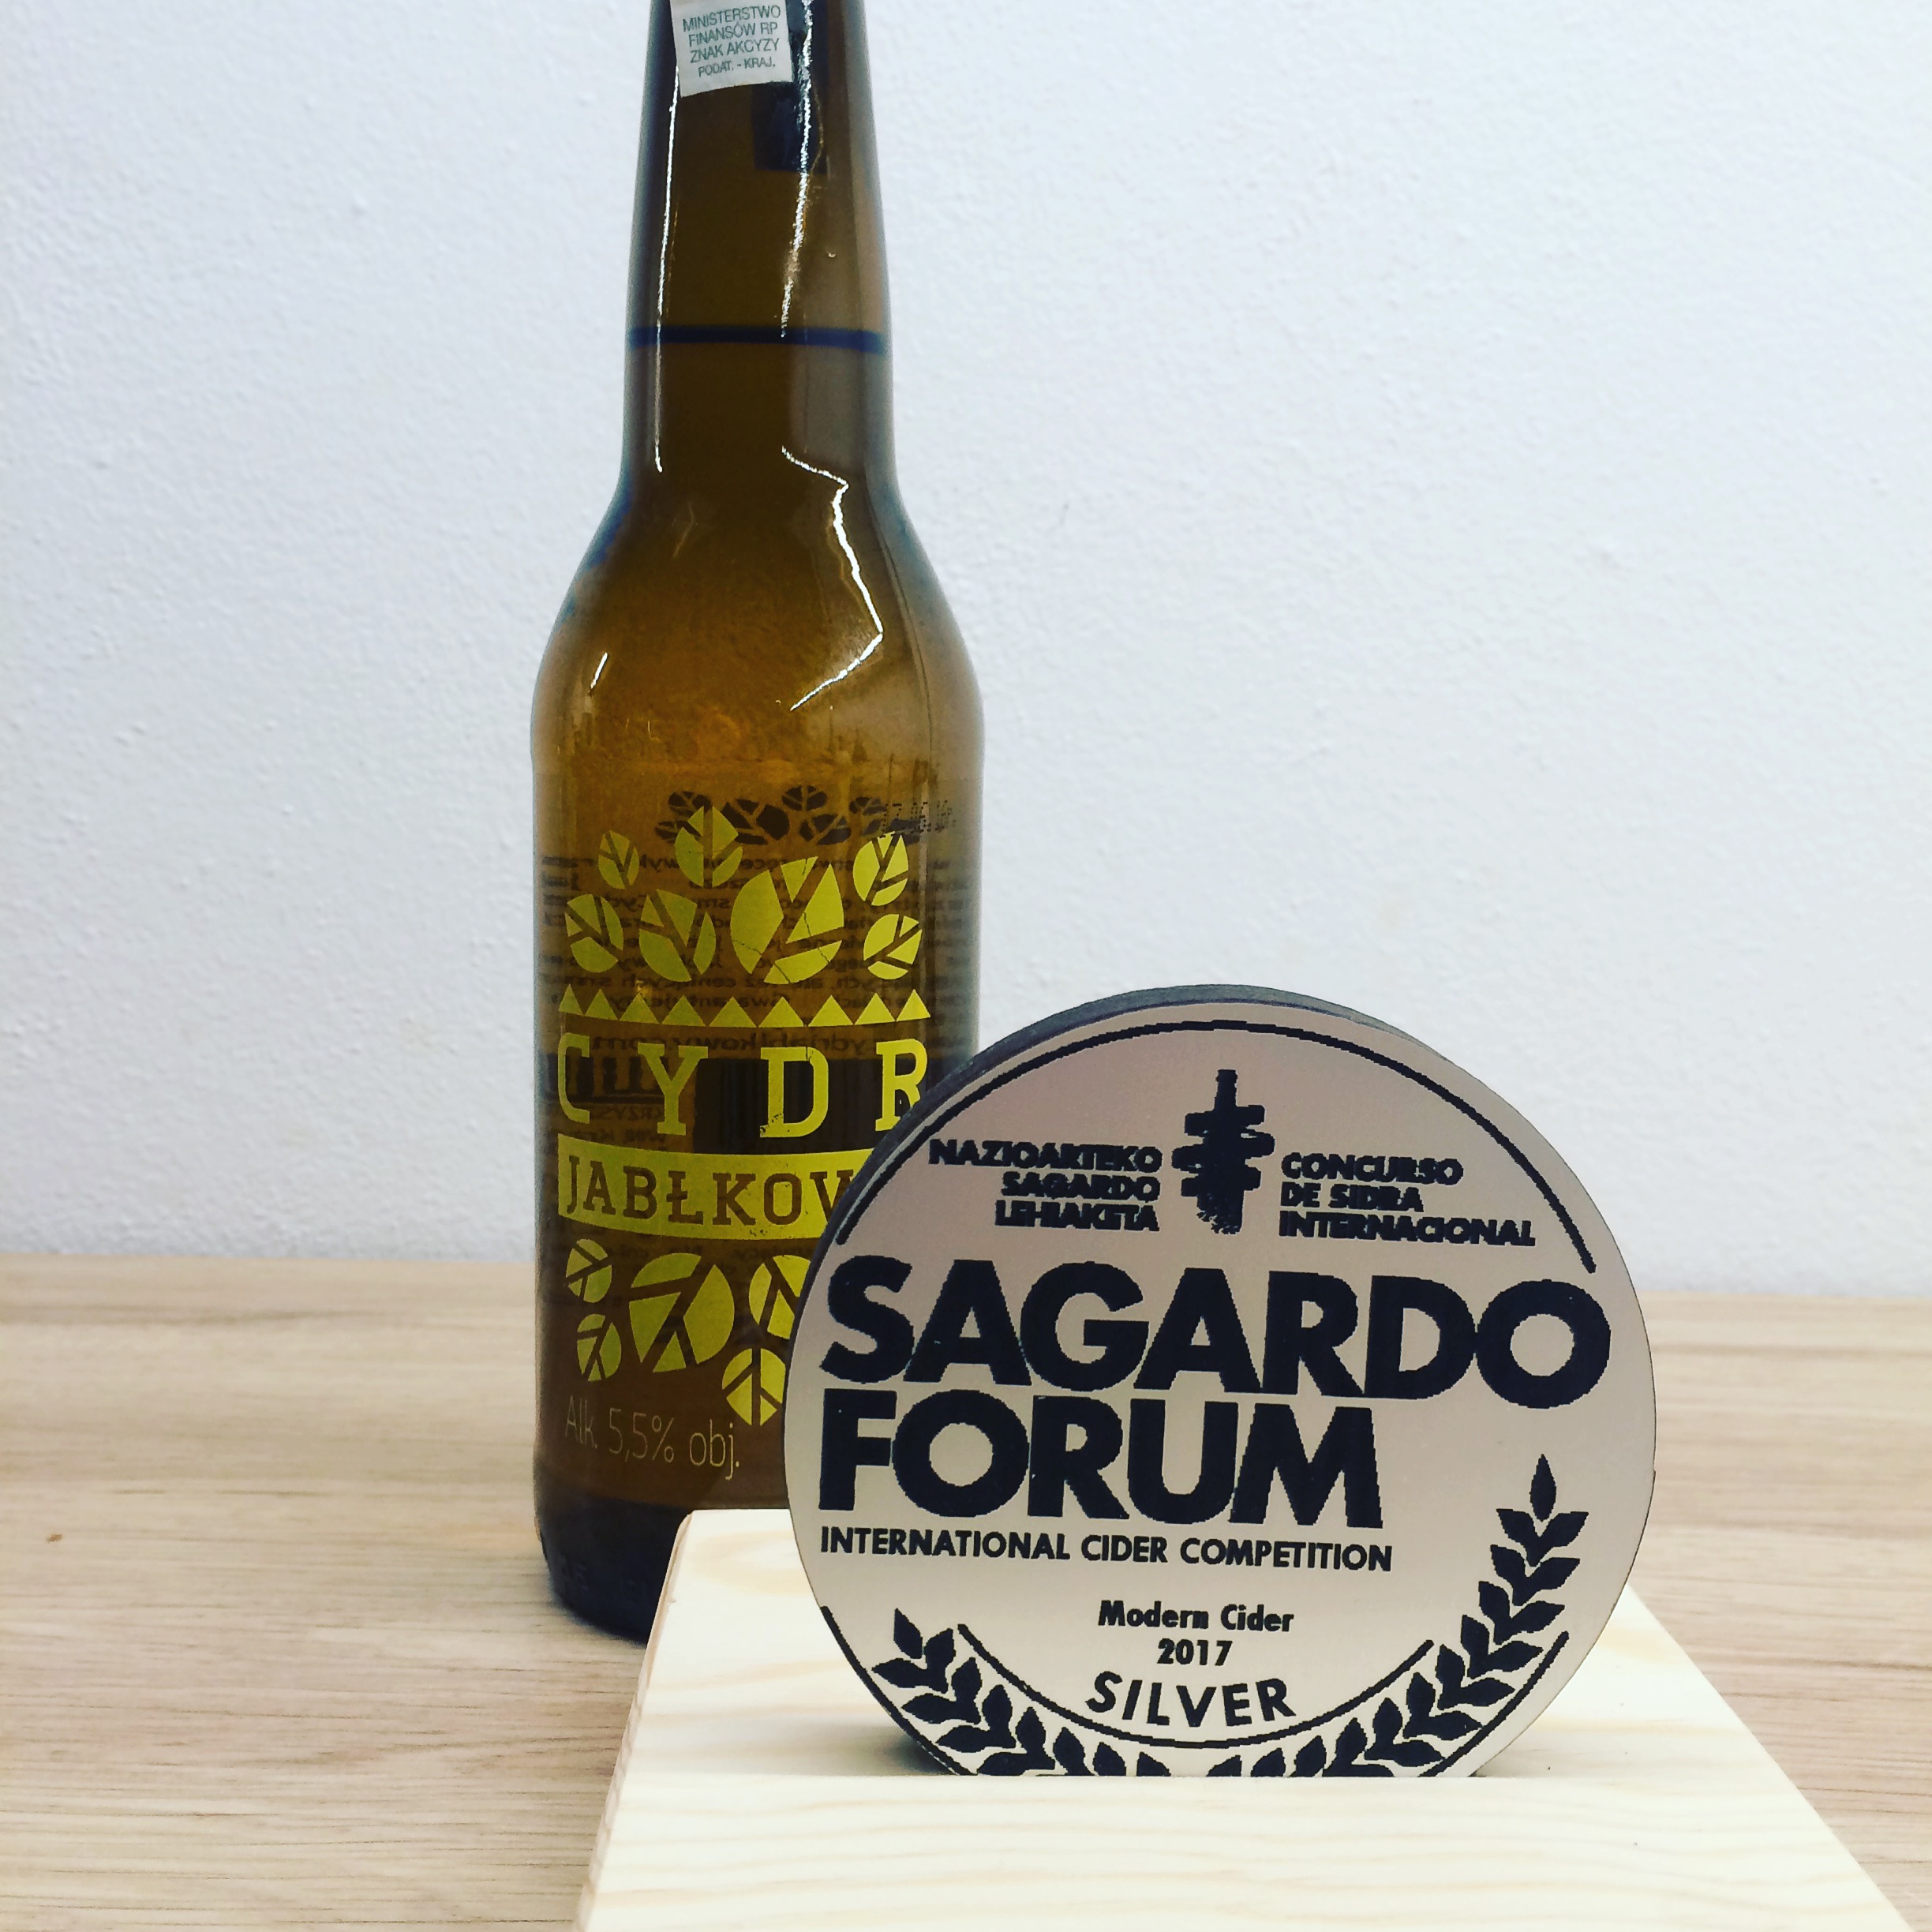 MINISTERSTWO
FINANSÓW RP
ZNAK AKCYZY
PODAT. - KRAJ.
CYDR
JABŁKOW
Alk. 5,5% obj.
NAZIOARTEKO
SAGARDO
LEHIAKETA
CONCURSO
DE SIDRA
INTERNACIONAL
SAGARDO
FORUM
INTERNATIONAL CIDER COMPETITION
Modern Cider
2017
SILVER